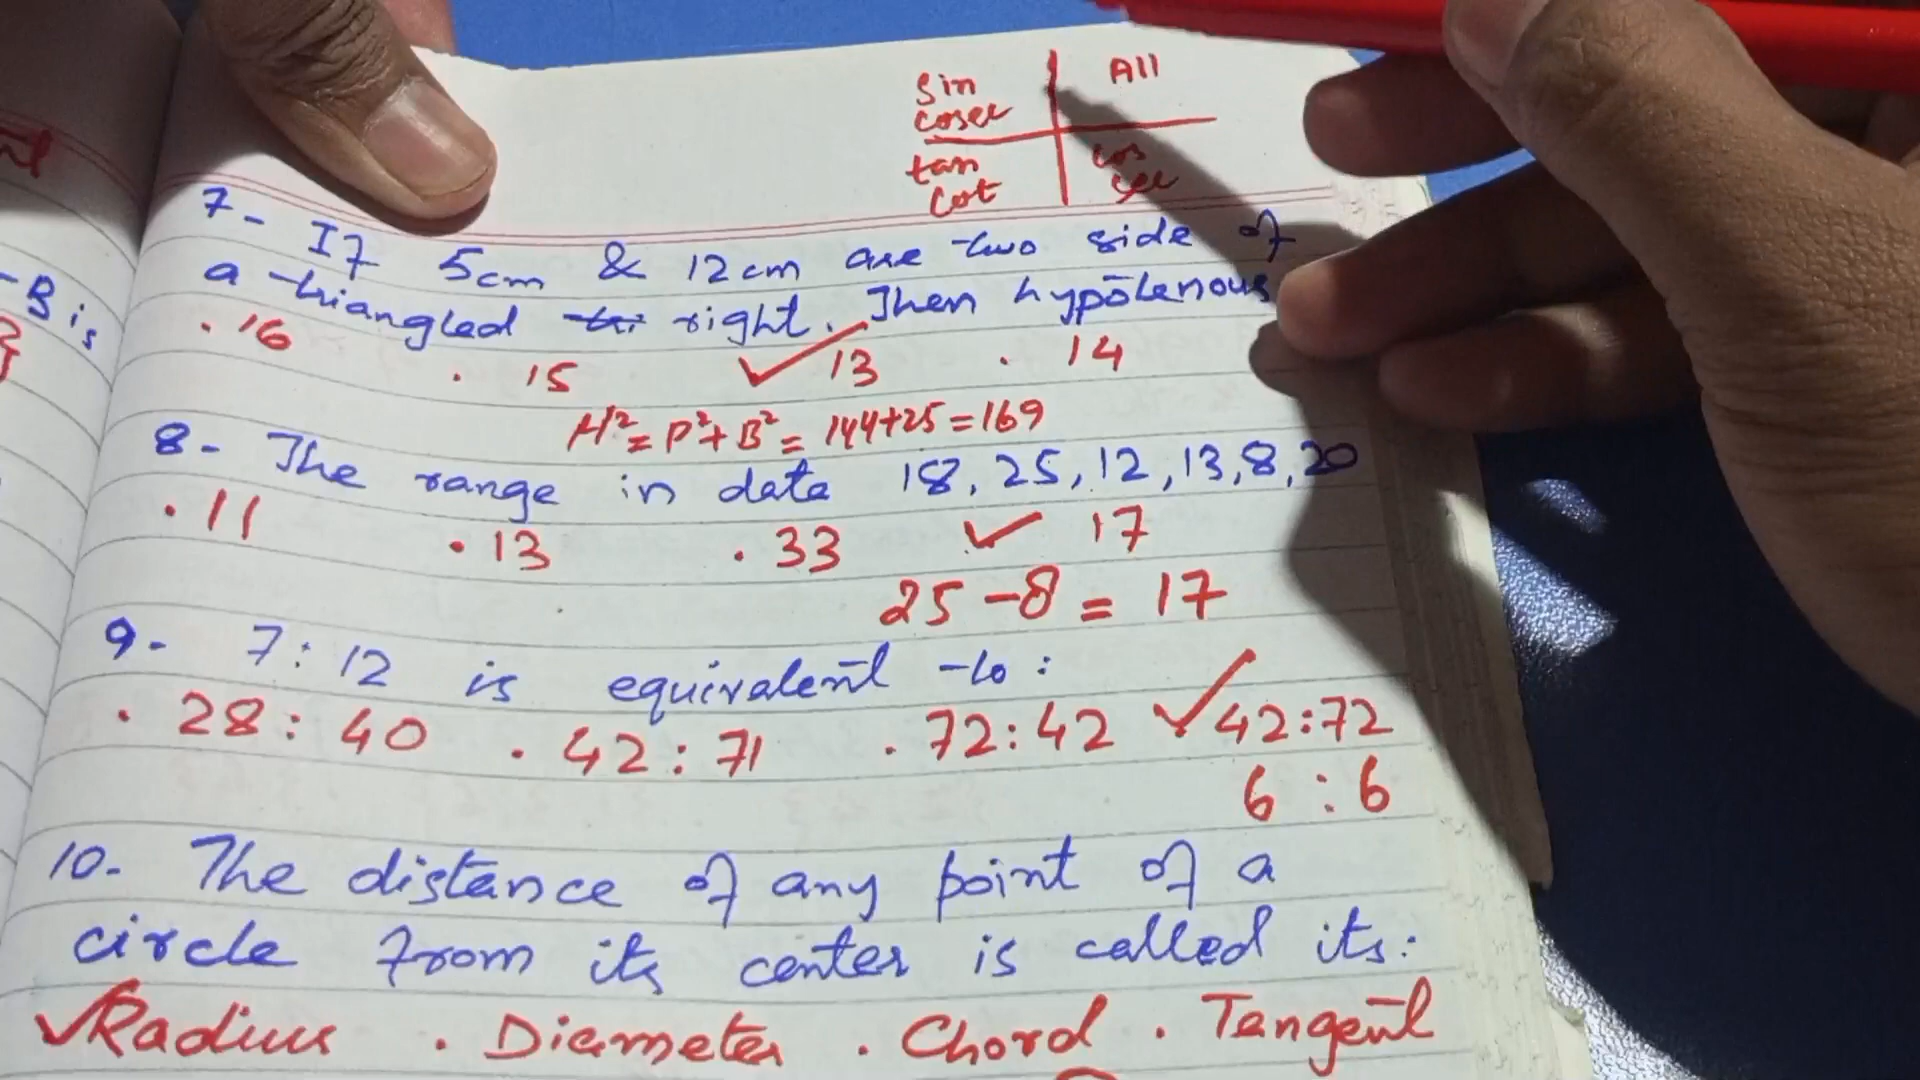 Sin All
Cosec
tan cos
Cot sec
7- If 5cm & 12cm are two side of
a triangled right. Then hypotenous
. 16 . 15 ✓ 13 . 14
H²= P²+B²= 144+25=169
8- The range in data 18, 25, 12, 13, 8, 20
. 11 . 13 . 33 ✓ 17
25-8 = 17
9- 7:12 is equivalent to:
. 28:40 . 42:71 . 72:42 ✓42:72
6:6
10- The distance of any point of a
circle from its center is called its:
✓Radius . Diameter . Chord . Tangent
-B is